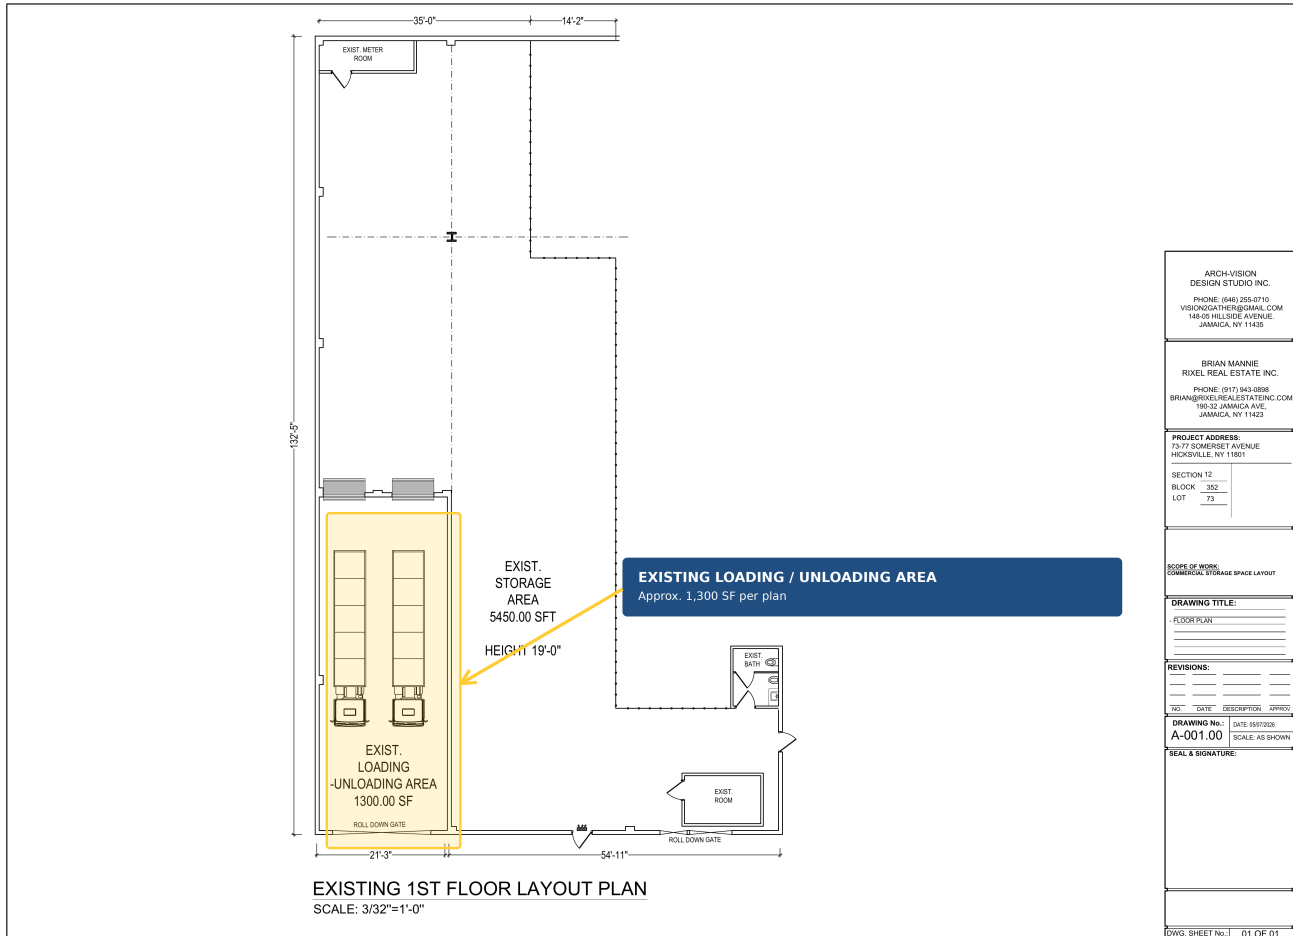 35'-0"
14'-2"
EXIST. METER
ROOM
132'-5"
EXIST.
STORAGE
AREA
5450.00 SFT
HEIGHT 19'-0"
EXISTING LOADING / UNLOADING AREA
Approx. 1,300 SF per plan
EXIST.
BATH
EXIST.
LOADING
-UNLOADING AREA
1300.00 SF
ROLL DOWN GATE
EXIST.
ROOM
ROLL DOWN GATE
21'-3"
54'-11"
EXISTING 1ST FLOOR LAYOUT PLAN
SCALE: 3/32"=1'-0"
ARCH-VISION
DESIGN STUDIO INC.
PHONE: (646) 255-0710
VISION2GATHER@GMAIL.COM
148-05 HILLSIDE AVENUE.
JAMAICA, NY 11435
BRIAN MANNIE
RIXEL REAL ESTATE INC.
PHONE: (917) 943-0898
BRIAN@RIXELREALESTATEINC.COM
190-32 JAMAICA AVE,
JAMAICA, NY 11423
PROJECT ADDRESS:
73-77 SOMERSET AVENUE
HICKSVILLE, NY 11801
SECTION 12
BLOCK 352
LOT 73
SCOPE OF WORK:
COMMERCIAL STORAGE SPACE LAYOUT
DRAWING TITLE:
- FLOOR PLAN
REVISIONS:
NO. DATE DESCRIPTION APPROV.
DRAWING No.:
A-001.00
DATE: 05/07/2026
SCALE: AS SHOWN
SEAL & SIGNATURE:
DWG. SHEET No.: 01 OF 01